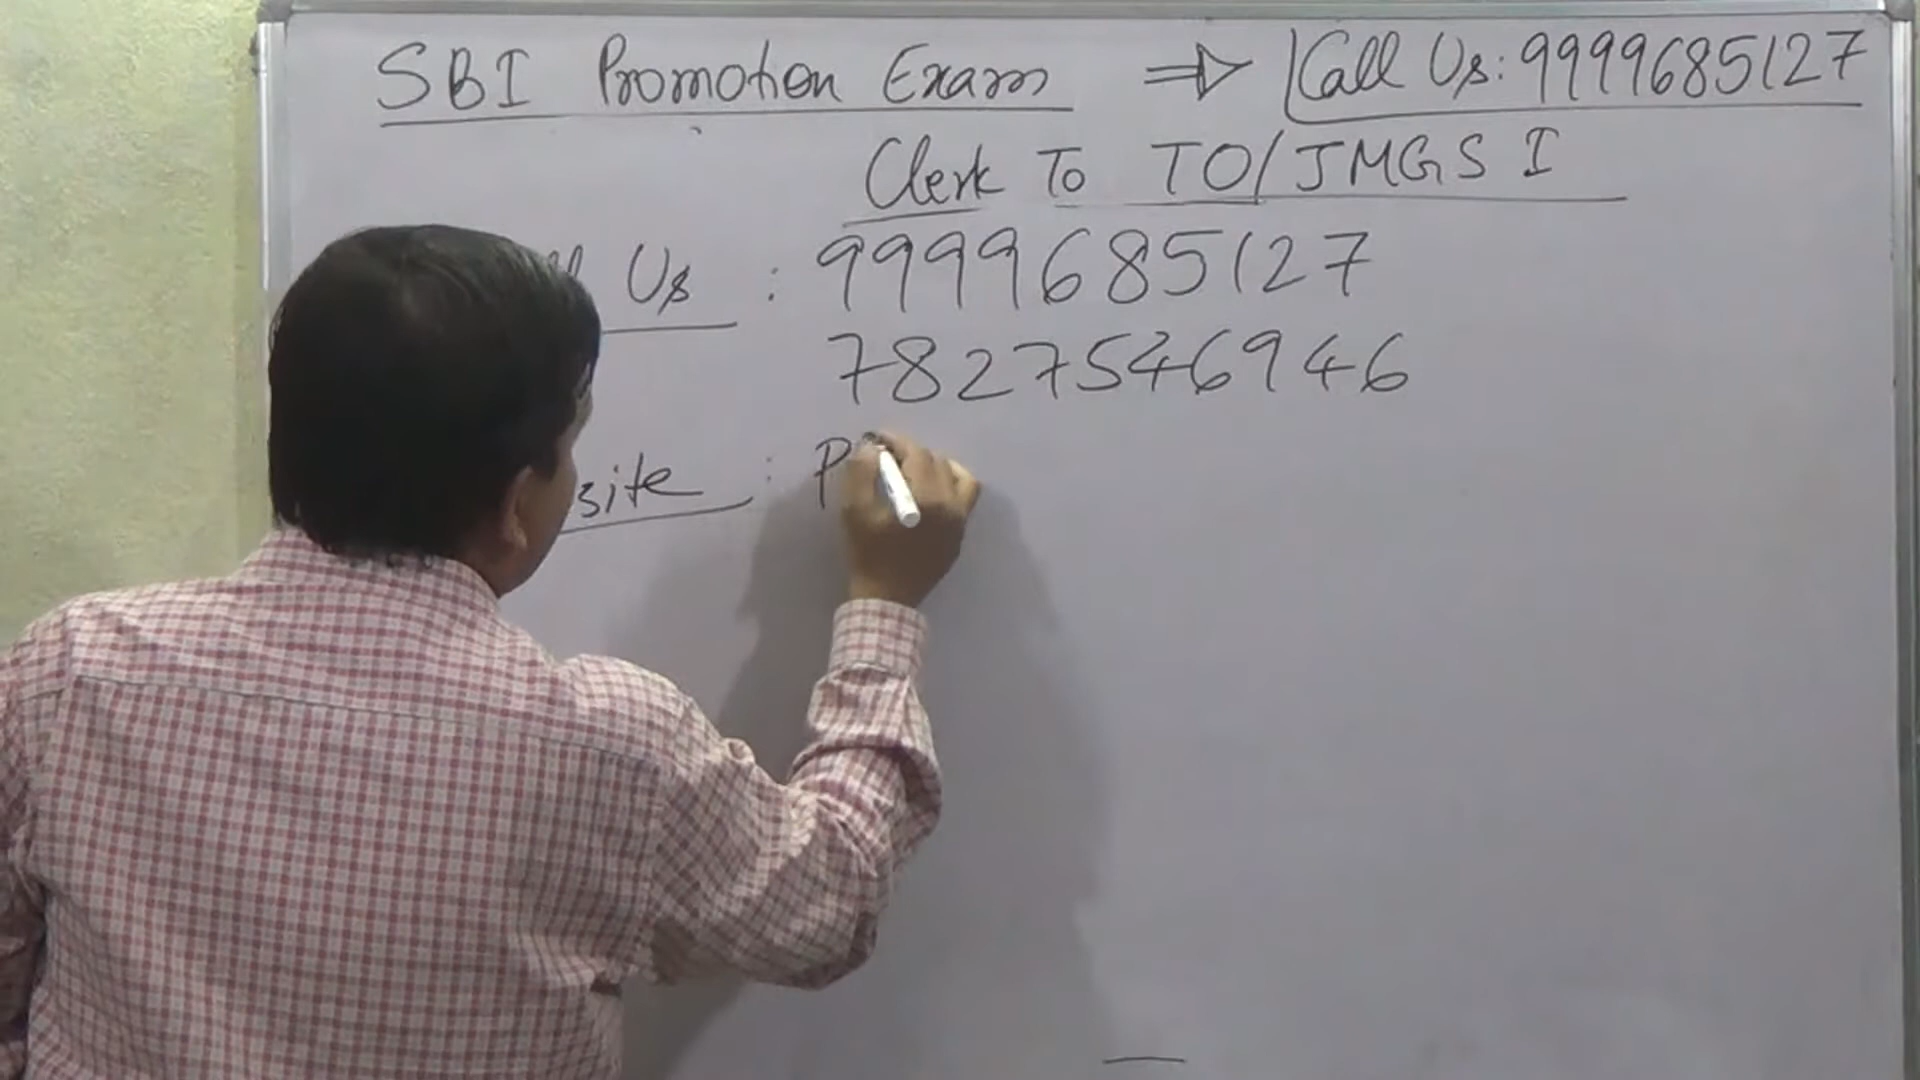 SBI Promotion Exam ⇒ Call Us: 9999685127
Clerk To TO/JMGS I
Us : 9999685127
7827546946
site : P